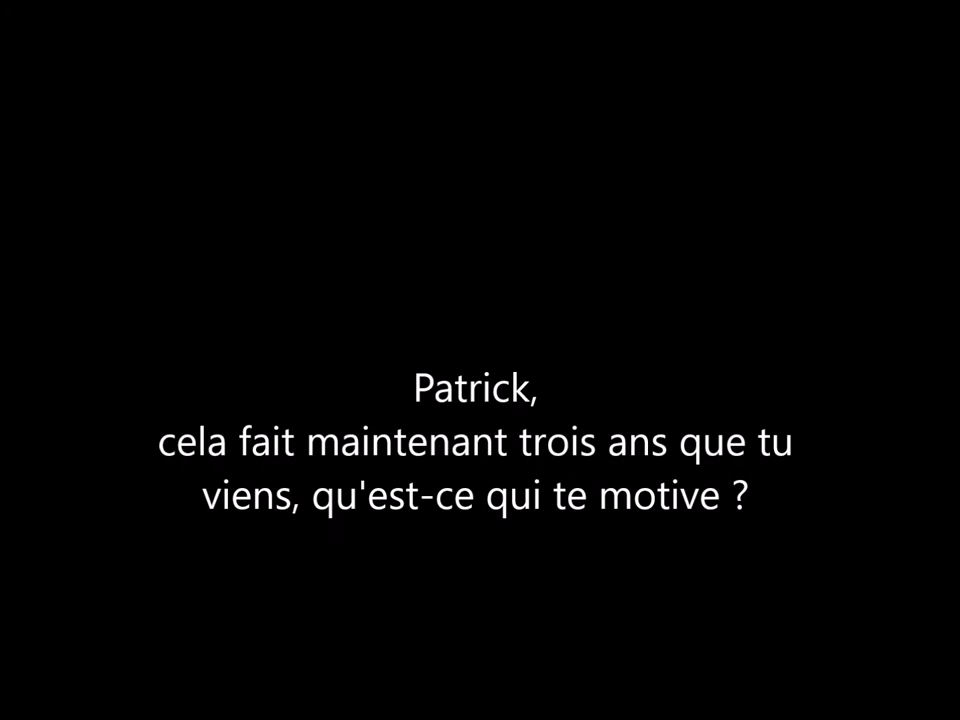 Patrick,
cela fait maintenant trois ans que tu
viens, qu'est-ce qui te motive ?